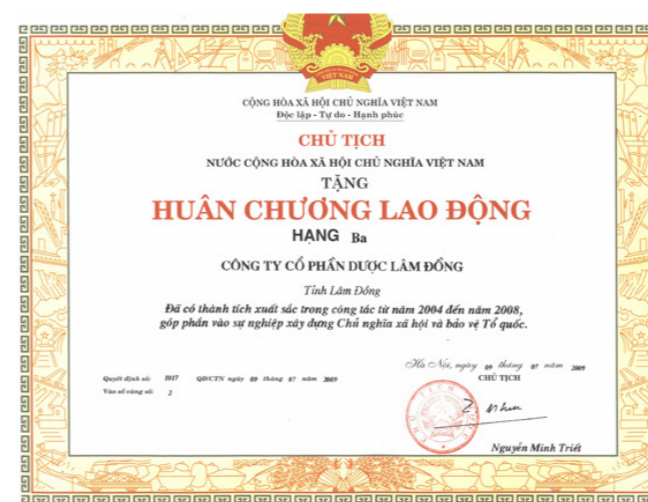 VIỆT NAM
CỘNG HÒA XÃ HỘI CHỦ NGHĨA VIỆT NAM
Độc lập - Tự do - Hạnh phúc
CHỦ TỊCH
NƯỚC CỘNG HÒA XÃ HỘI CHỦ NGHĨA VIỆT NAM
TẶNG
HUÂN CHƯƠNG LAO ĐỘNG
HẠNG Ba
CÔNG TY CỔ PHẦN DƯỢC LÂM ĐỒNG
Tỉnh Lâm Đồng
Đã có thành tích xuất sắc trong công tác từ năm 2004 đến năm 2008,
góp phần vào sự nghiệp xây dựng Chủ nghĩa xã hội và bảo vệ Tổ quốc.
Hà Nội, ngày 09 tháng 07 năm 2009
CHỦ TỊCH
Quyết định số: 1017 QĐ/CTN ngày 09 tháng 07 năm 2009
Vào sổ vàng số: 2
Nguyễn Minh Triết